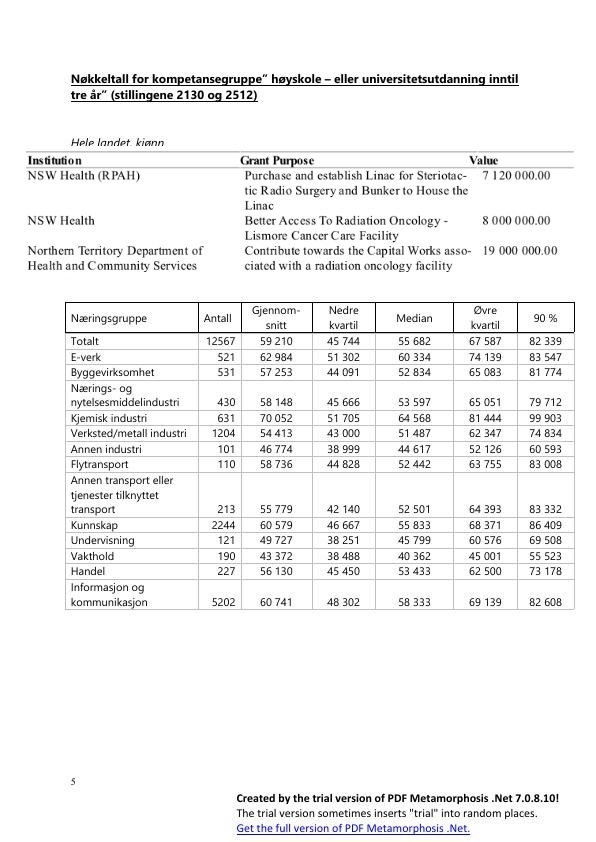 Nøkkeltall for kompetansegruppe” høyskole – eller universitetsutdanning inntil
tre år” (stillingene 2130 og 2512)
Hele landet, kjønn
Institution Grant Purpose Value
NSW Health (RPAH) Purchase and establish Linac for Steriotac- 7 120 000.00
tic Radio Surgery and Bunker to House the
Linac
NSW Health Better Access To Radiation Oncology - 8 000 000.00
Lismore Cancer Care Facility
Northern Territory Department of Contribute towards the Capital Works asso- 19 000 000.00
Health and Community Services ciated with a radiation oncology facility
Næringsgruppe Antall Gjennom- Nedre Median Øvre 90 %
snitt kvartil kvartil
Totalt 12567 59 210 45 744 55 682 67 587 82 339
E-verk 521 62 984 51 302 60 334 74 139 83 547
Byggevirksomhet 531 57 253 44 091 52 834 65 083 81 774
Nærings- og
nytelsesmiddelindustri 430 58 148 45 666 53 597 65 051 79 712
Kjemisk industri 631 70 052 51 705 64 568 81 444 99 903
Verksted/metall industri 1204 54 413 43 000 51 487 62 347 74 834
Annen industri 101 46 774 38 999 44 617 52 126 60 593
Flytransport 110 58 736 44 828 52 442 63 755 83 008
Annen transport eller
tjenester tilknyttet
transport 213 55 779 42 140 52 501 64 393 83 332
Kunnskap 2244 60 579 46 667 55 833 68 371 86 409
Undervisning 121 49 727 38 251 45 799 60 576 69 508
Vakthold 190 43 372 38 488 40 362 45 001 55 523
Handel 227 56 130 45 450 53 433 62 500 73 178
Informasjon og
kommunikasjon 5202 60 741 48 302 58 333 69 139 82 608
5
Created by the trial version of PDF Metamorphosis .Net 7.0.8.10!
The trial version sometimes inserts "trial" into random places.
Get the full version of PDF Metamorphosis .Net.